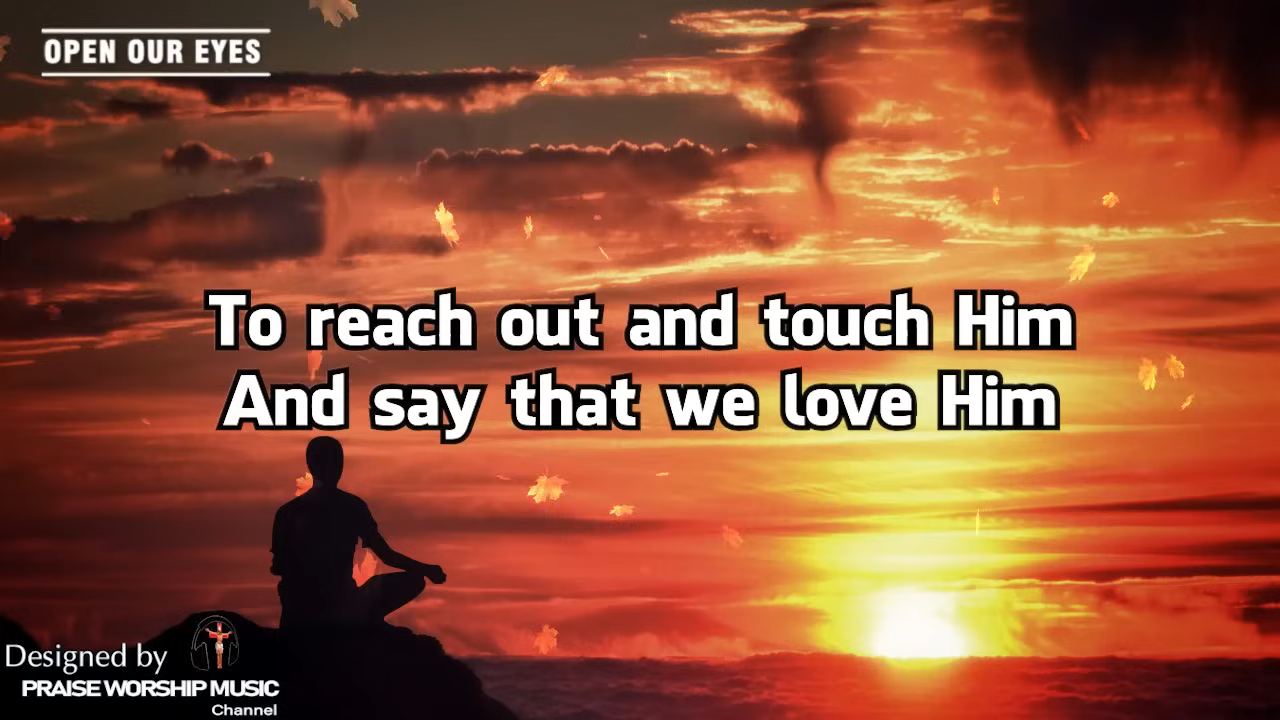 OPEN OUR EYES
To reach out and touch Him
And say that we love Him
Designed by
PRAISE WORSHIP MUSIC
Channel